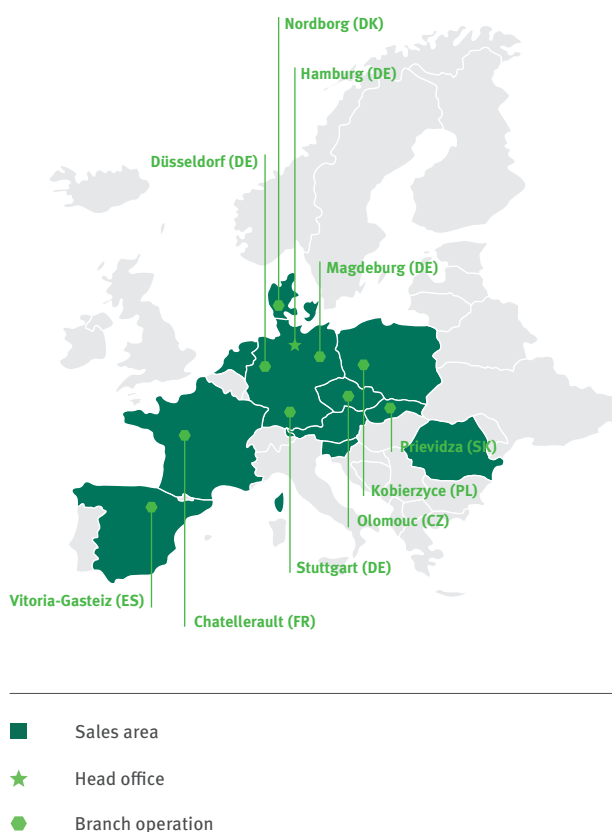 Nordborg (DK)
Hamburg (DE)
Düsseldorf (DE)
Magdeburg (DE)
Prievidza (SK)
Kobierzyce (PL)
Olomouc (CZ)
Stuttgart (DE)
Vitoria-Gasteiz (ES)
Chatellerault (FR)
Sales area
Head office
Branch operation